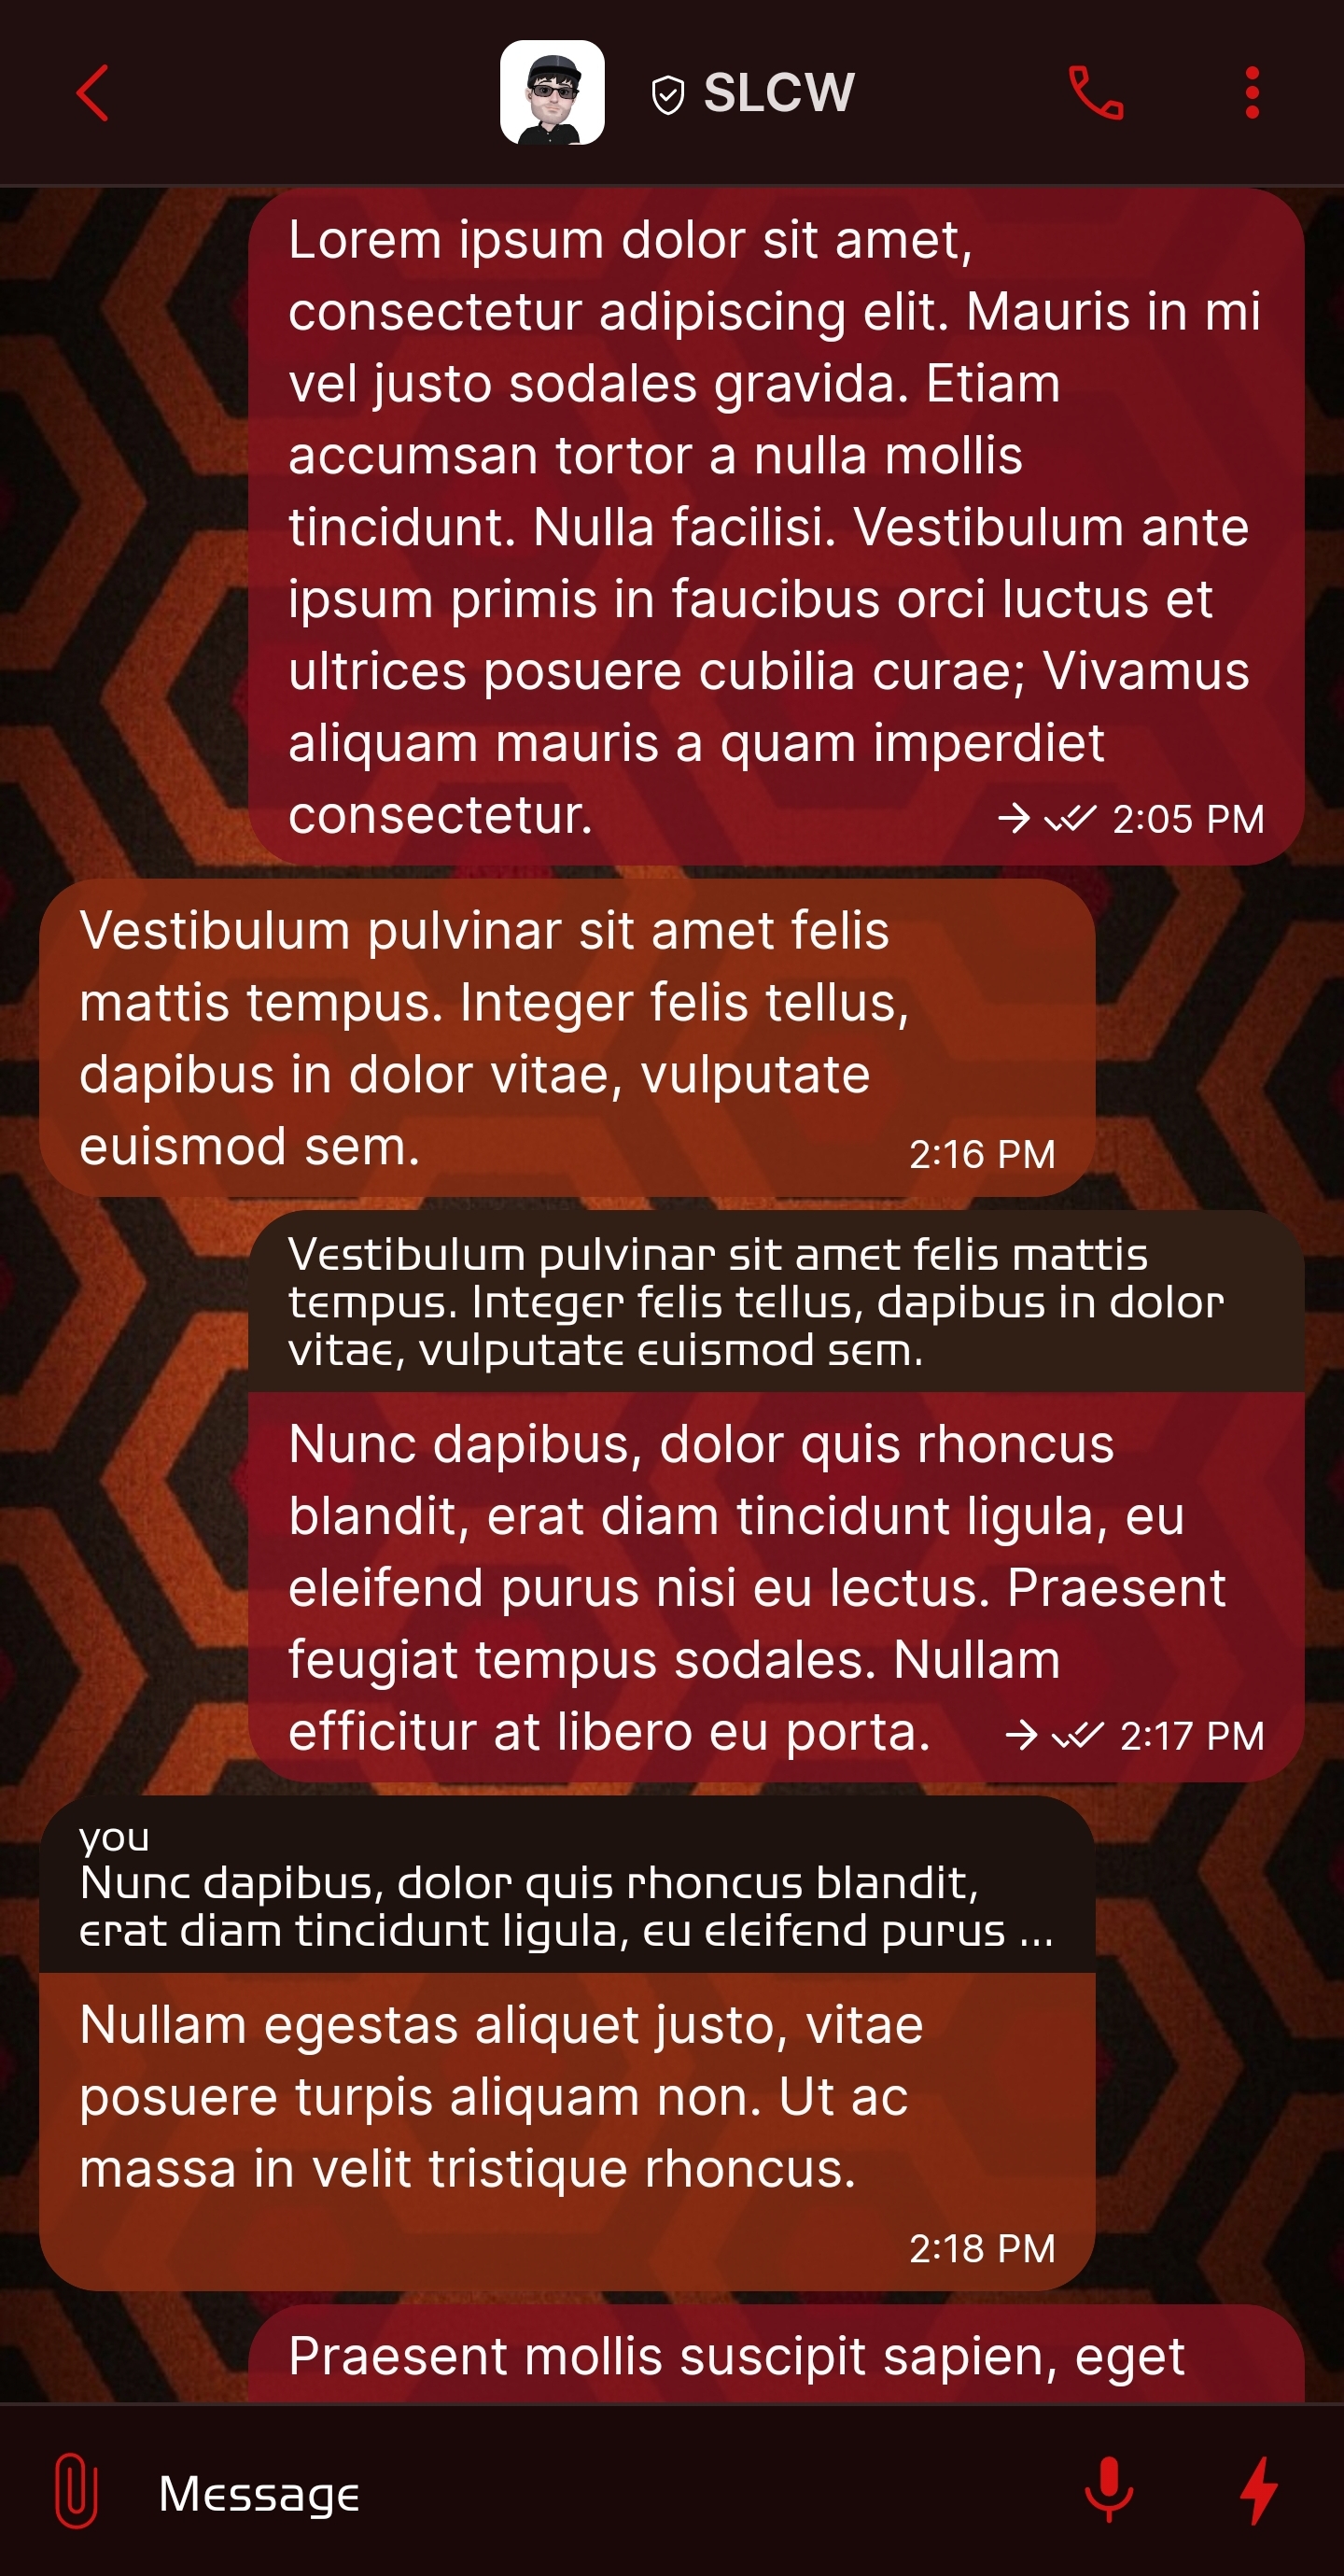 SLCW
Lorem ipsum dolor sit amet,
consectetur adipiscing elit. Mauris in mi
vel justo sodales gravida. Etiam
accumsan tortor a nulla mollis
tincidunt. Nulla facilisi. Vestibulum ante
ipsum primis in faucibus orci luctus et
ultrices posuere cubilia curae; Vivamus
aliquam mauris a quam imperdiet
consectetur.
2:05 PM
Vestibulum pulvinar sit amet felis
mattis tempus. Integer felis tellus,
dapibus in dolor vitae, vulputate
euismod sem.
2:16 PM
Vestibulum pulvinar sit amet felis mattis
tempus. Integer felis tellus, dapibus in dolor
vitae, vulputate euismod sem.
Nunc dapibus, dolor quis rhoncus
blandit, erat diam tincidunt ligula, eu
eleifend purus nisi eu lectus. Praesent
feugiat tempus sodales. Nullam
efficitur at libero eu porta.
2:17 PM
you
Nunc dapibus, dolor quis rhoncus blandit,
erat diam tincidunt ligula, eu eleifend purus ...
Nullam egestas aliquet justo, vitae
posuere turpis aliquam non. Ut ac
massa in velit tristique rhoncus.
2:18 PM
Praesent mollis suscipit sapien, eget
Message